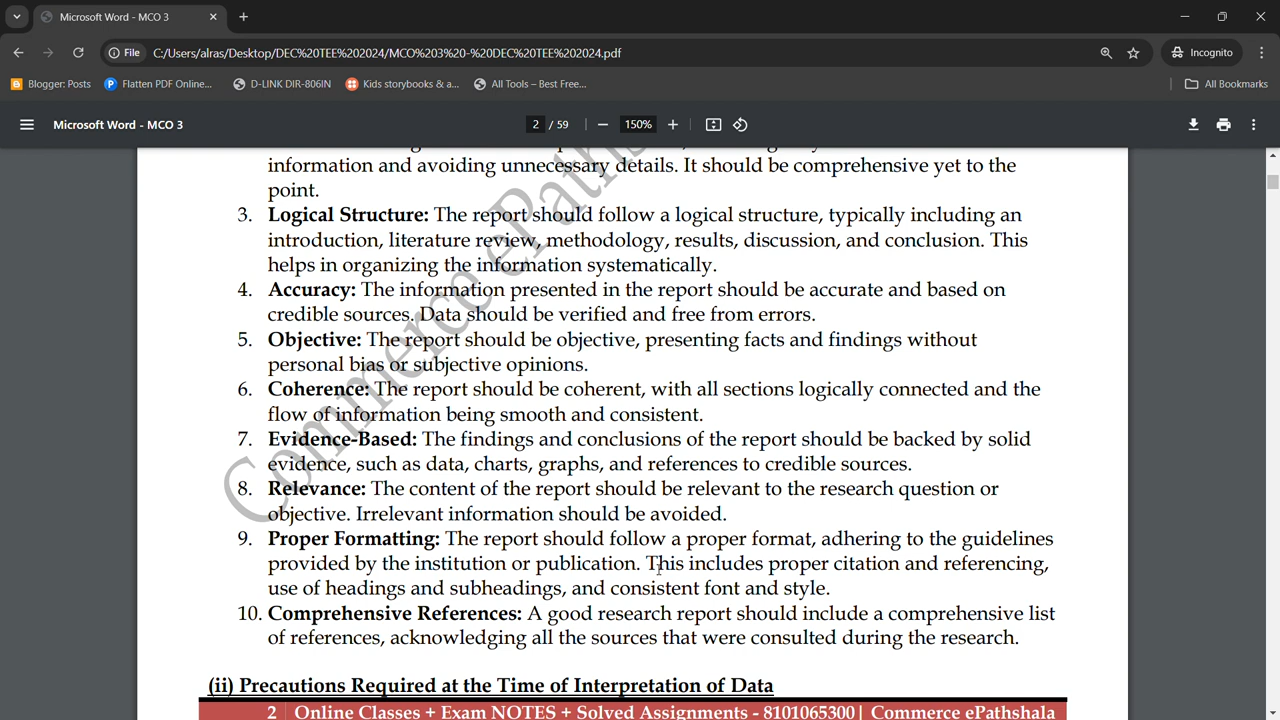 Microsoft Word - MCO 3
File C:/Users/alras/Desktop/DEC%20TEE%202024/MCO%203%20-%20DEC%20TEE%202024.pdf Incognito
Blogger: Posts Flatten PDF Online... D-LINK DIR-806IN Kids storybooks & a... All Tools – Best Free... All Bookmarks
Microsoft Word - MCO 3 2 / 59 150%
information and avoiding unnecessary details. It should be comprehensive yet to the
point.
3. Logical Structure: The report should follow a logical structure, typically including an
introduction, literature review, methodology, results, discussion, and conclusion. This
helps in organizing the information systematically.
4. Accuracy: The information presented in the report should be accurate and based on
credible sources. Data should be verified and free from errors.
5. Objective: The report should be objective, presenting facts and findings without
personal bias or subjective opinions.
6. Coherence: The report should be coherent, with all sections logically connected and the
flow of information being smooth and consistent.
7. Evidence-Based: The findings and conclusions of the report should be backed by solid
evidence, such as data, charts, graphs, and references to credible sources.
8. Relevance: The content of the report should be relevant to the research question or
objective. Irrelevant information should be avoided.
9. Proper Formatting: The report should follow a proper format, adhering to the guidelines
provided by the institution or publication. This includes proper citation and referencing,
use of headings and subheadings, and consistent font and style.
10. Comprehensive References: A good research report should include a comprehensive list
of references, acknowledging all the sources that were consulted during the research.
(ii) Precautions Required at the Time of Interpretation of Data
2 Online Classes + Exam NOTES + Solved Assignments - 8101065300| Commerce ePathshala
Commerce